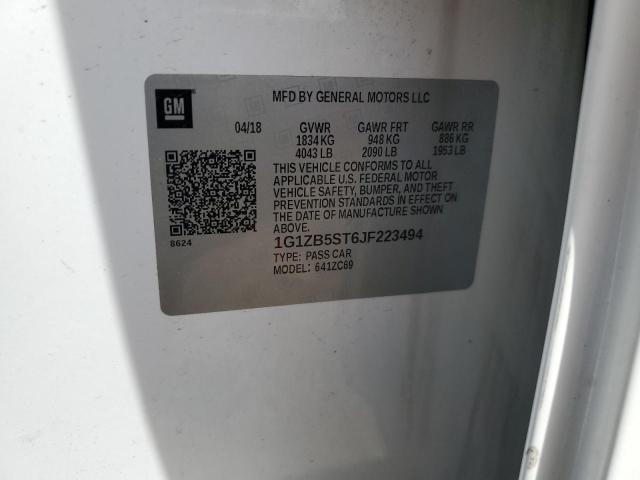 GM
MFD BY GENERAL MOTORS LLC
04/18 GVWR GAWR FRT GAWR RR
1834 KG 948 KG 886 KG
4043 LB 2090 LB 1953 LB
THIS VEHICLE CONFORMS TO ALL
APPLICABLE U.S. FEDERAL MOTOR
VEHICLE SAFETY, BUMPER, AND THEFT
PREVENTION STANDARDS IN EFFECT ON
THE DATE OF MANUFACTURE SHOWN
ABOVE.
8624
1G1ZB5ST6JF223494
TYPE: PASS CAR
MODEL: 641ZC69